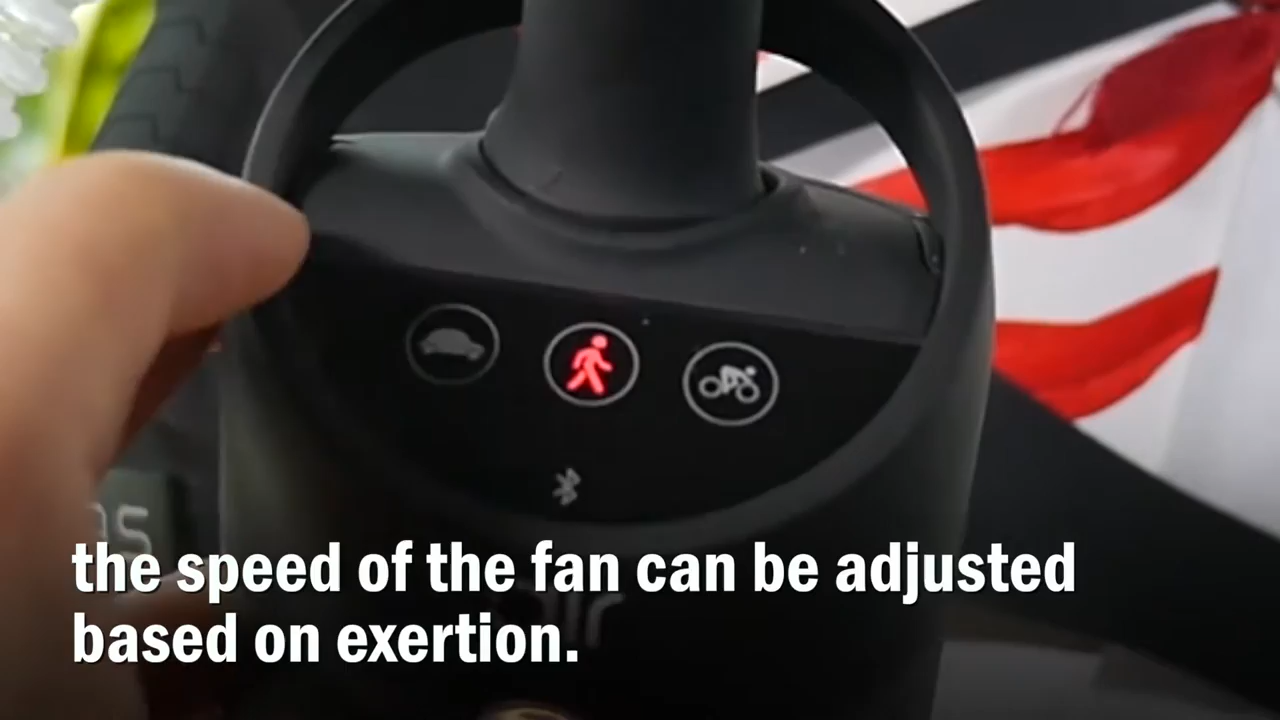 the speed of the fan can be adjusted
based on exertion.